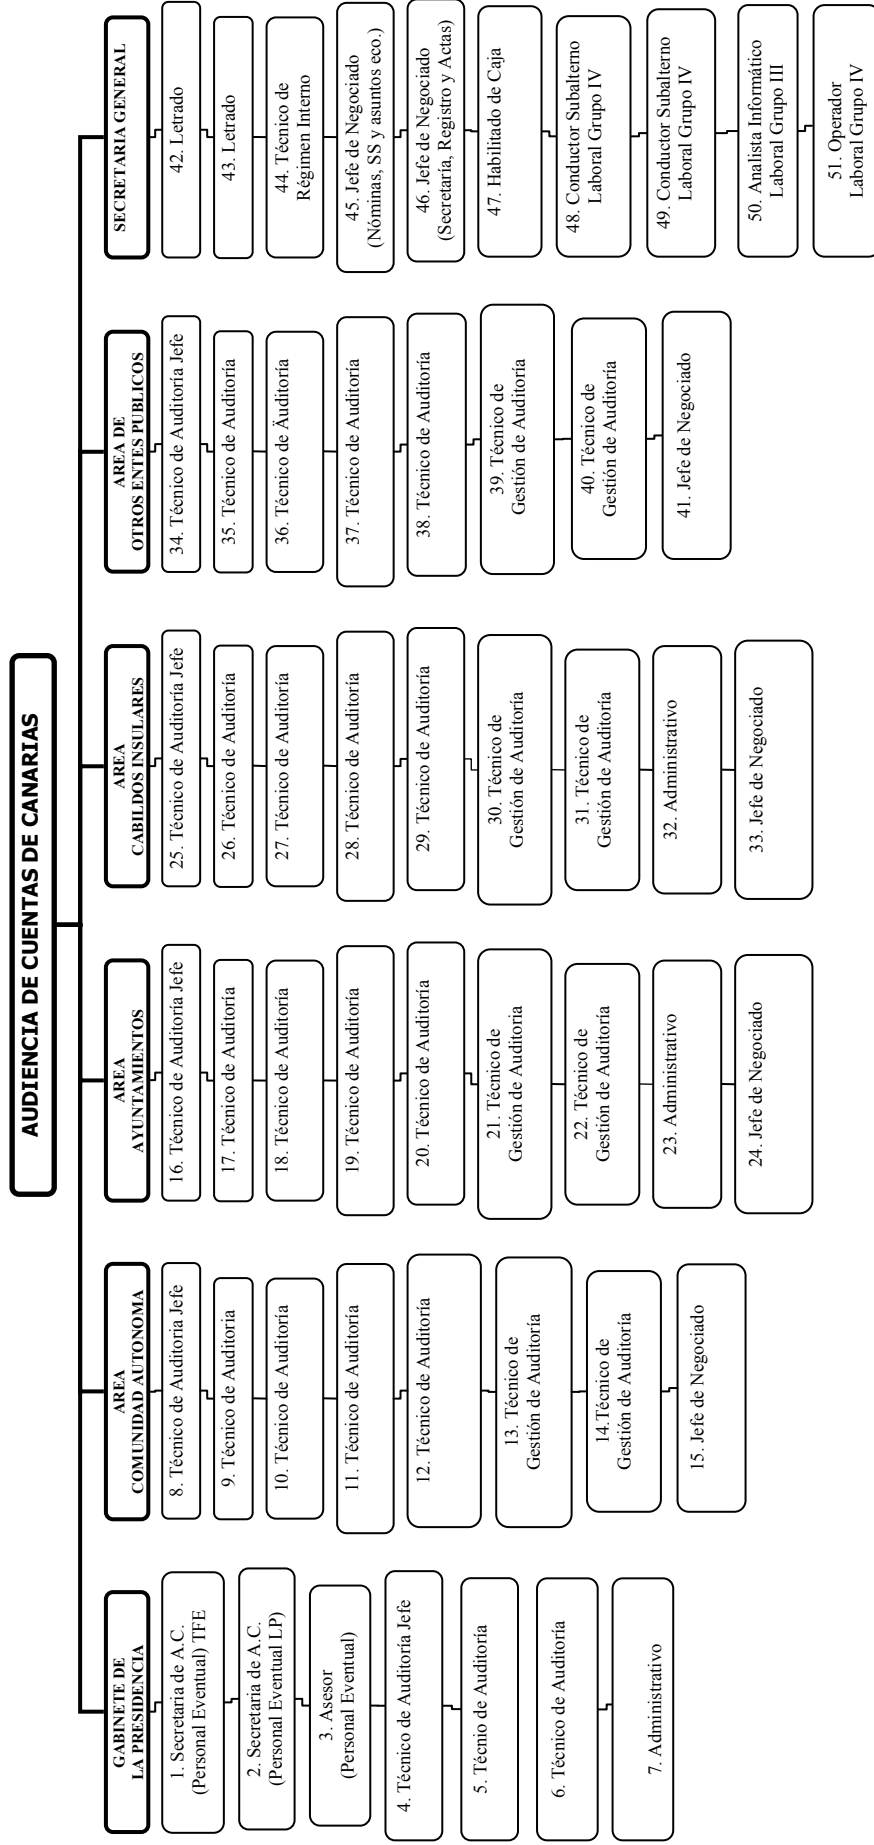 AUDIENCIA DE CUENTAS DE CANARIAS
GABINETE DE
LA PRESIDENCIA
1. Secretaria de A.C.
(Personal Eventual) TFE
2. Secretaria de A.C.
(Personal Eventual LP)
3. Asesor
(Personal Eventual)
4. Técnico de Auditoría Jefe
5. Técnio de Auditoría
6. Técnico de Auditoría
7. Administrativo
AREA
COMUNIDAD AUTONOMA
8. Técnico de Auditoría Jefe
9. Técnico de Auditoría
10. Técnico de Auditoría
11. Técnico de Auditoría
12. Técnico de Auditoría
13. Técnico de
Gestión de Auditoría
14.Técnico de
Gestión de Auditoría
15. Jefe de Negociado
AREA
AYUNTAMIENTOS
16. Técnico de Auditoría Jefe
17. Técnico de Auditoría
18. Técnico de Auditoría
19. Técnico de Auditoría
20. Técnico de Auditoría
21. Técnico de
Gestión de Auditoría
22. Técnico de
Gestión de Auditoría
23. Administrativo
24. Jefe de Negociado
AREA
CABILDOS INSULARES
25. Técnico de Auditoría Jefe
26. Técnico de Auditoría
27. Técnico de Auditoría
28. Técnico de Auditoría
29. Técnico de Auditoría
30. Técnico de
Gestión de Auditoría
31. Técnico de
Gestión de Auditoría
32. Administrativo
33. Jefe de Negociado
AREA DE
OTROS ENTES PUBLICOS
34. Técnico de Auditoría Jefe
35. Técnico de Auditoría
36. Técnico de Äuditoría
37. Técnico de Auditoría
38. Técnico de Auditoría
39. Técnico de
Gestión de Auditoría
40. Técnico de
Gestión de Auditoría
41. Jefe de Negociado
SECRETARIA GENERAL
42. Letrado
43. Letrado
44. Técnico de
Régimen Interno
45. Jefe de Negociado
(Nóminas, SS y asuntos eco.)
46. Jefe de Negociado
(Secretaría, Registro y Actas)
47. Habilitado de Caja
48. Conductor Subalterno
Laboral Grupo IV
49. Conductor Subalterno
Laboral Grupo IV
50. Analista Informático
Laboral Grupo III
51. Operador
Laboral Grupo IV